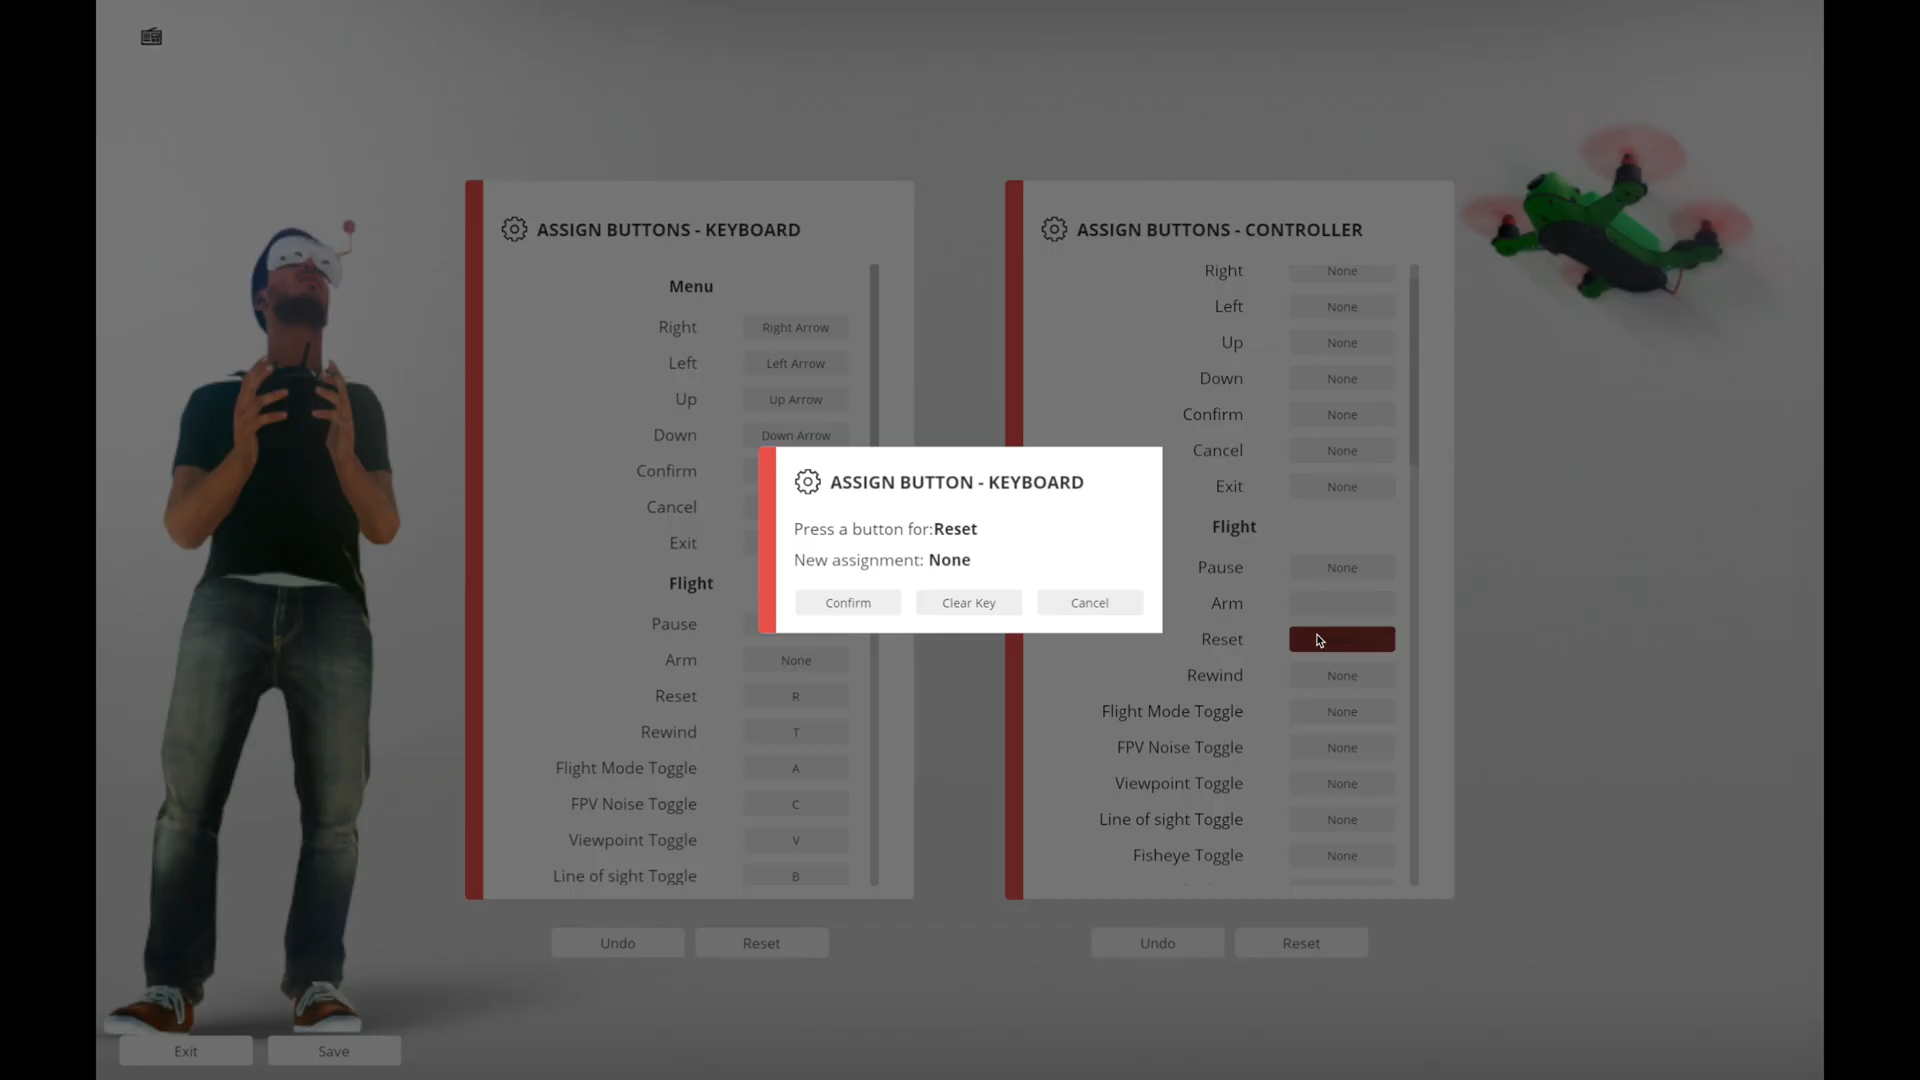 ASSIGN BUTTONS - KEYBOARD
Menu
Right Right Arrow
Left Left Arrow
Up Up Arrow
Down Down Arrow
Confirm
Cancel
Exit
Flight
Pause
Arm None
Reset R
Rewind T
Flight Mode Toggle A
FPV Noise Toggle C
Viewpoint Toggle V
Line of sight Toggle B
Undo Reset
ASSIGN BUTTON - KEYBOARD
Press a button for:Reset
New assignment: None
Confirm Clear Key Cancel
ASSIGN BUTTONS - CONTROLLER
Right None
Left None
Up None
Down None
Confirm None
Cancel None
Exit None
Flight
Pause None
Arm
Reset
Rewind None
Flight Mode Toggle None
FPV Noise Toggle None
Viewpoint Toggle None
Line of sight Toggle None
Fisheye Toggle None
Undo Reset
Exit Save